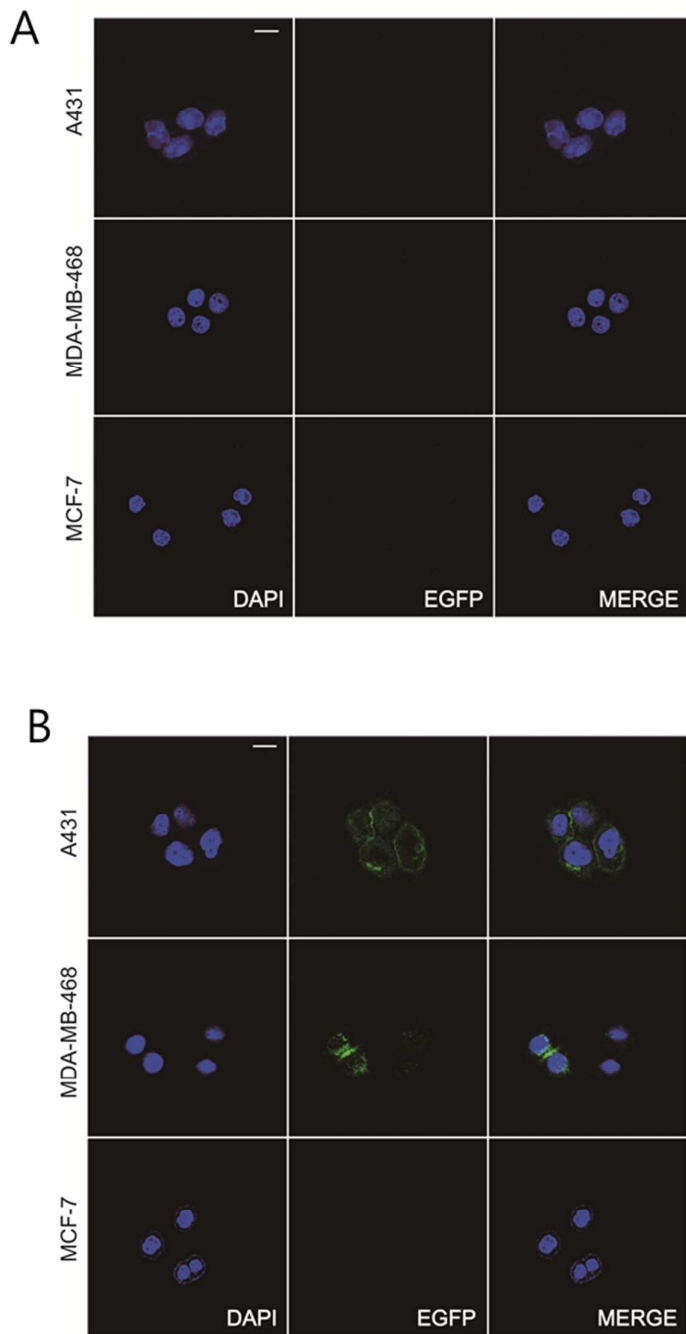 A
A431
MDA-MB-468
MCF-7
DAPI
EGFP
MERGE
B
A431
MDA-MB-468
MCF-7
DAPI
EGFP
MERGE